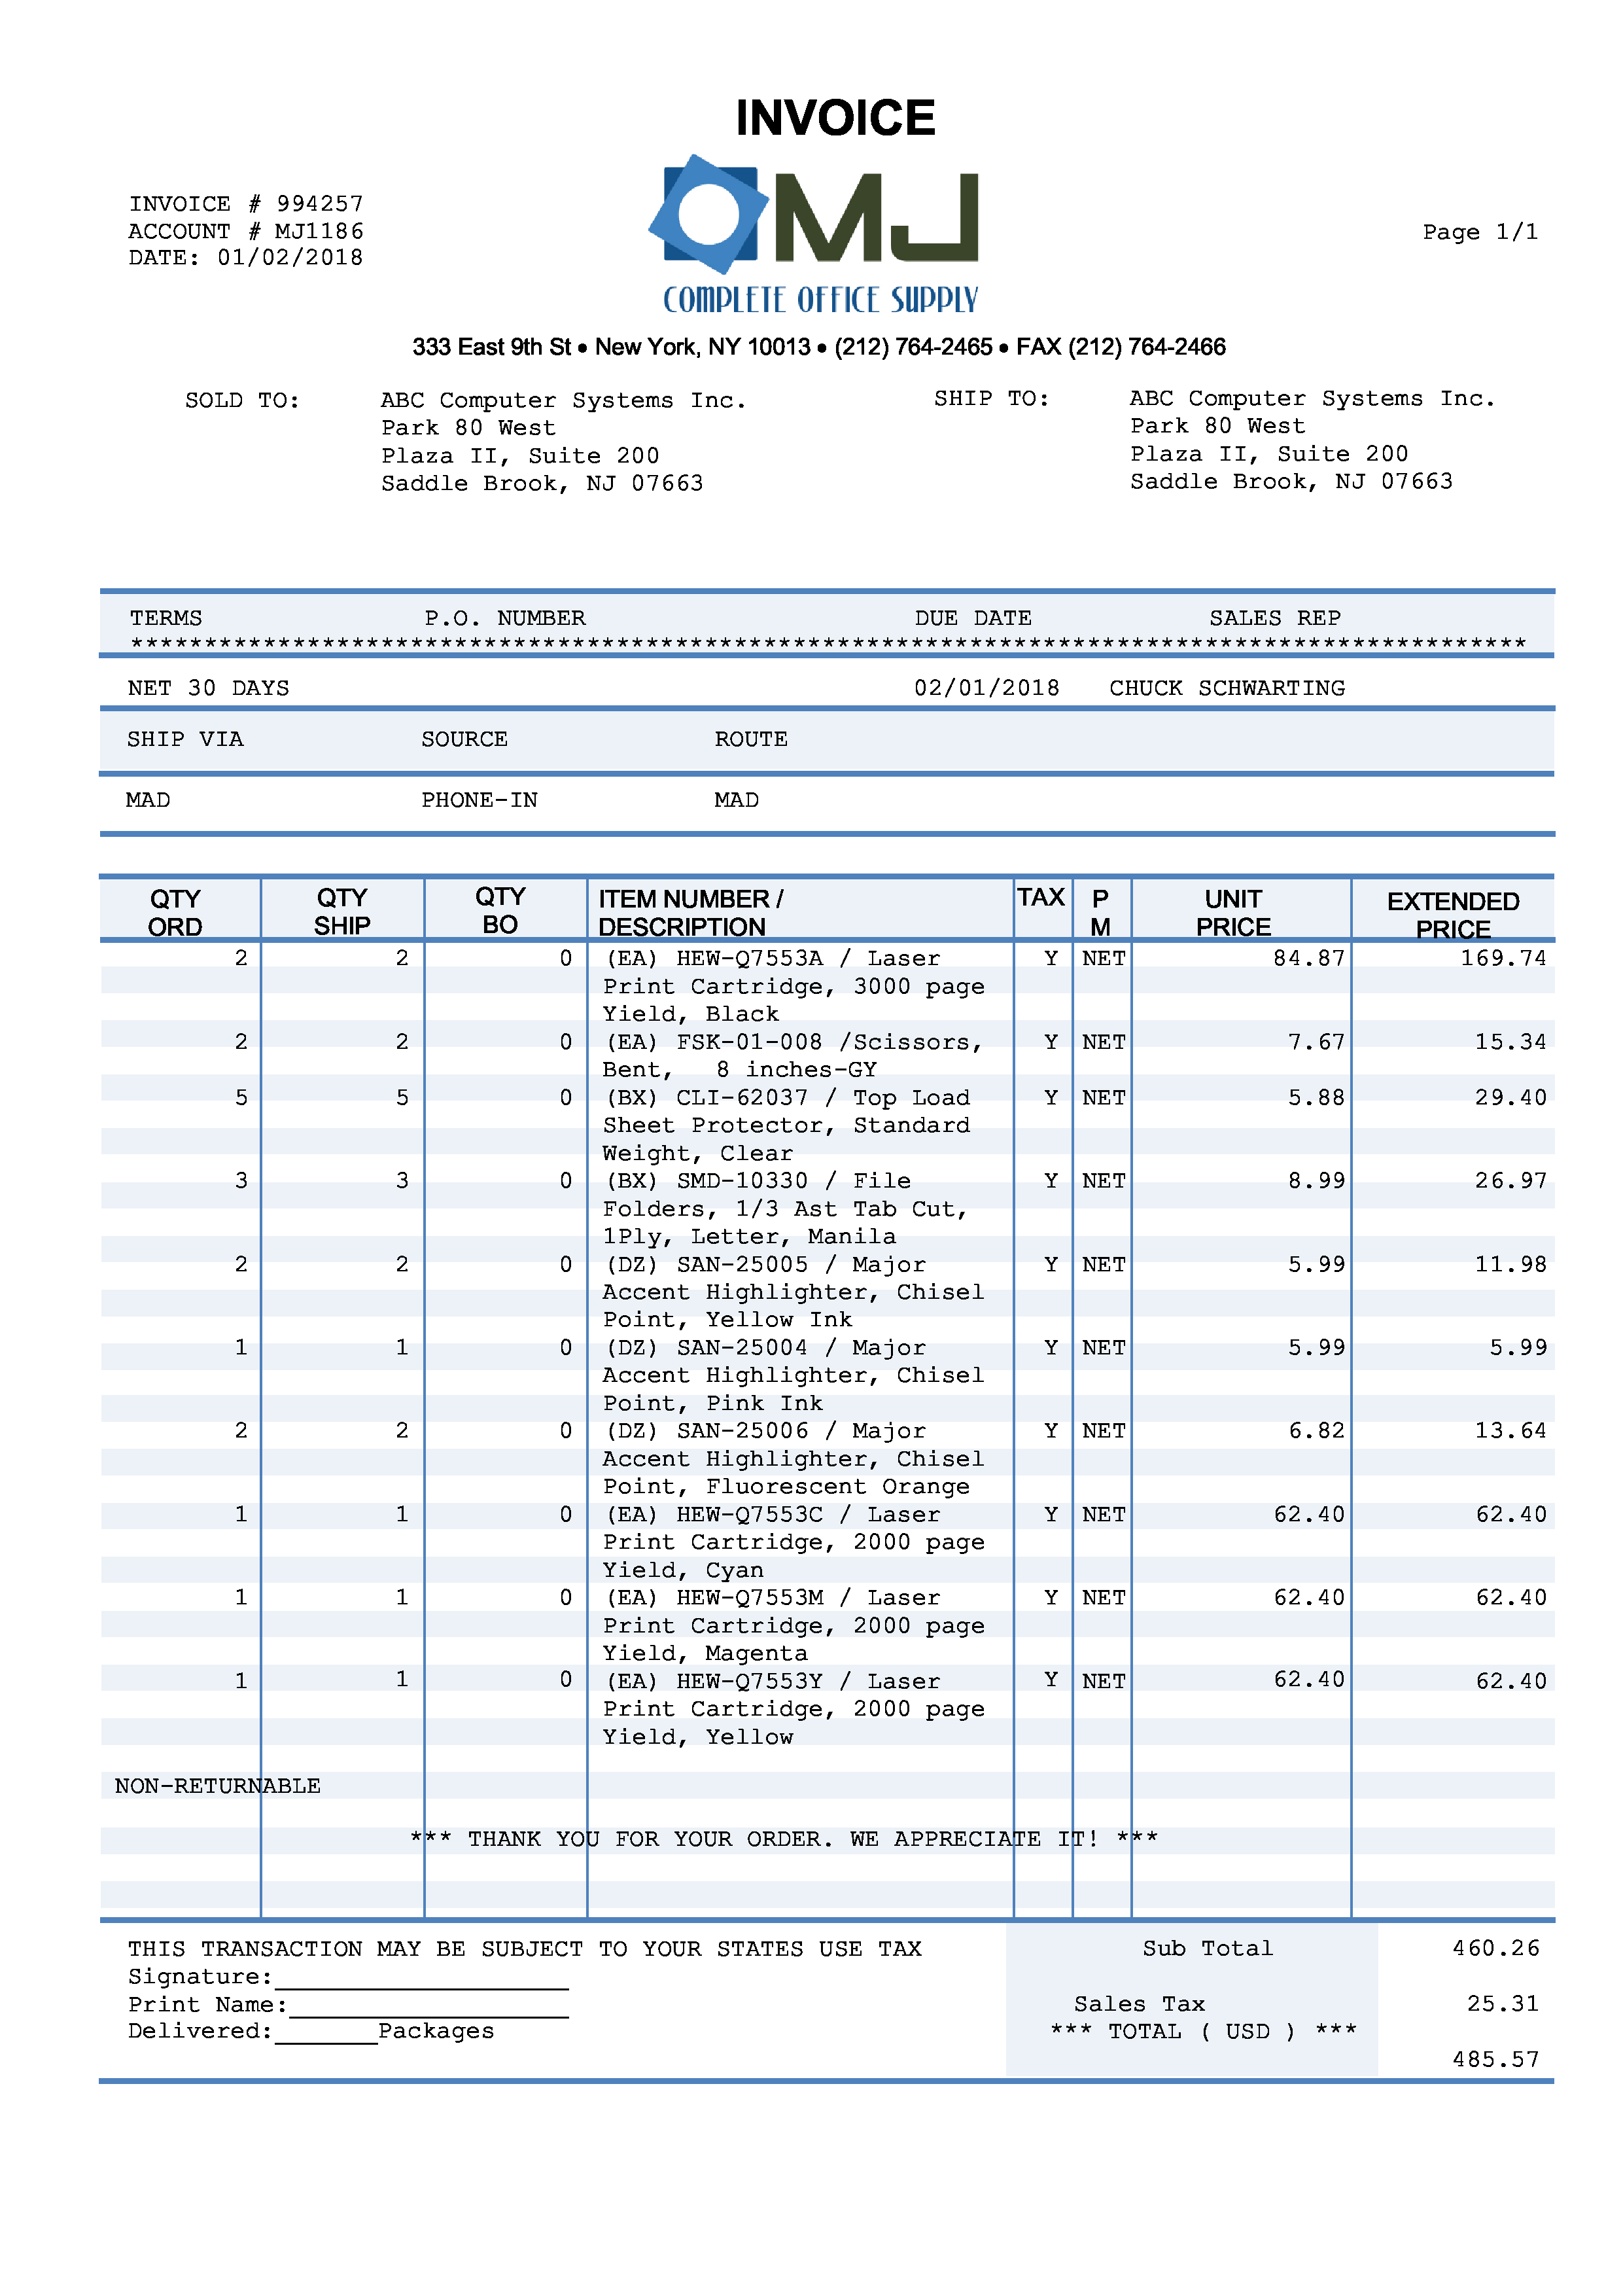 INVOICE
MJ
COMPLETE OFFICE SUPPLY
INVOICE # 994257
ACCOUNT # MJ1186
DATE: 01/02/2018
Page 1/1
333 East 9th St • New York, NY 10013 • (212) 764-2465 • FAX (212) 764-2466
SOLD TO: ABC Computer Systems Inc.
Park 80 West
Plaza II, Suite 200
Saddle Brook, NJ 07663
SHIP TO: ABC Computer Systems Inc.
Park 80 West
Plaza II, Suite 200
Saddle Brook, NJ 07663
TERMS P.O. NUMBER DUE DATE SALES REP
***********************************************************************************************
NET 30 DAYS 02/01/2018 CHUCK SCHWARTING
SHIP VIA SOURCE ROUTE
MAD PHONE-IN MAD
QTY QTY QTY ITEM NUMBER / TAX P UNIT EXTENDED
ORD SHIP BO DESCRIPTION M PRICE PRICE
2 2 0 (EA) HEW-Q7553A / Laser Y NET 84.87 169.74
Print Cartridge, 3000 page
Yield, Black
2 2 0 (EA) FSK-01-008 /Scissors, Y NET 7.67 15.34
Bent, 8 inches-GY
5 5 0 (BX) CLI-62037 / Top Load Y NET 5.88 29.40
Sheet Protector, Standard
Weight, Clear
3 3 0 (BX) SMD-10330 / File Y NET 8.99 26.97
Folders, 1/3 Ast Tab Cut,
1Ply, Letter, Manila
2 2 0 (DZ) SAN-25005 / Major Y NET 5.99 11.98
Accent Highlighter, Chisel
Point, Yellow Ink
1 1 0 (DZ) SAN-25004 / Major Y NET 5.99 5.99
Accent Highlighter, Chisel
Point, Pink Ink
2 2 0 (DZ) SAN-25006 / Major Y NET 6.82 13.64
Accent Highlighter, Chisel
Point, Fluorescent Orange
1 1 0 (EA) HEW-Q7553C / Laser Y NET 62.40 62.40
Print Cartridge, 2000 page
Yield, Cyan
1 1 0 (EA) HEW-Q7553M / Laser Y NET 62.40 62.40
Print Cartridge, 2000 page
Yield, Magenta
1 1 0 (EA) HEW-Q7553Y / Laser Y NET 62.40 62.40
Print Cartridge, 2000 page
Yield, Yellow
NON-RETURNABLE
*** THANK YOU FOR YOUR ORDER. WE APPRECIATE IT! ***
THIS TRANSACTION MAY BE SUBJECT TO YOUR STATES USE TAX Sub Total 460.26
Signature:
Print Name: Sales Tax 25.31
Delivered: Packages *** TOTAL ( USD ) ***
485.57